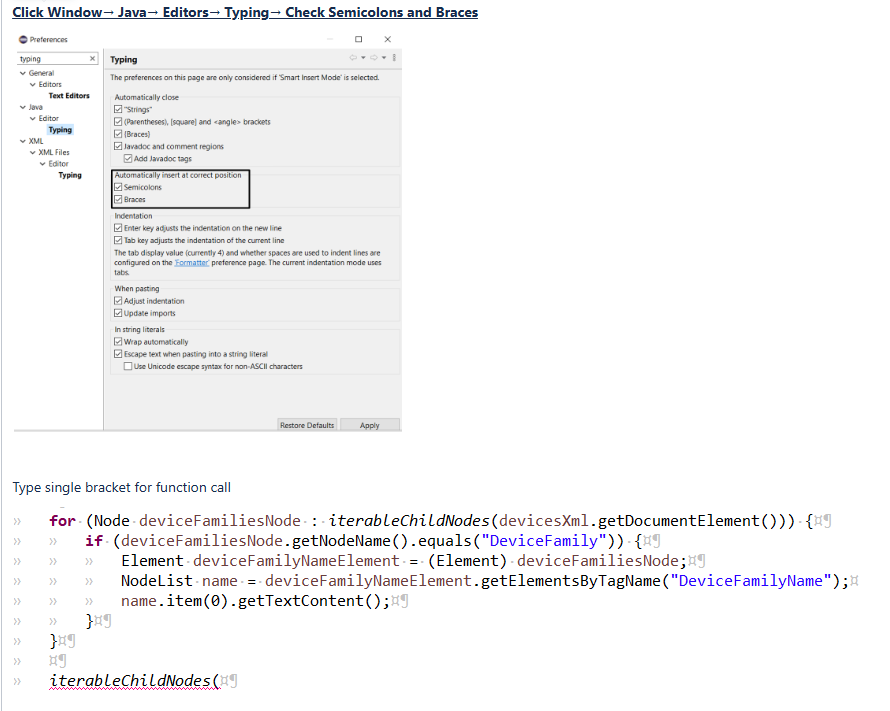 Click Window→ Java→ Editors→ Typing→ Check Semicolons and Braces
Preferences
typing
Typing
The preferences on this page are only considered if 'Smart Insert Mode' is selected.
General
Editors
Text Editors
Java
Editor
Typing
XML
XML Files
Editor
Typing
Automatically close
"Strings"
(Parentheses), [square] and <angle> brackets
{Braces}
Javadoc and comment regions
Add Javadoc tags
Automatically insert at correct position
Semicolons
Braces
Indentation
Enter key adjusts the indentation on the new line
Tab key adjusts the indentation of the current line
The tab display value (currently 4) and whether spaces are used to indent lines are
configured on the 'Formatter' preference page. The current indentation mode uses
tabs.
When pasting
Adjust indentation
Update imports
In string literals
Wrap automatically
Escape text when pasting into a string literal
Use Unicode escape syntax for non-ASCII characters
Restore Defaults Apply
Type single bracket for function call
» for·(Node·deviceFamiliesNode·:·iterableChildNodes(devicesXml.getDocumentElement()))·{¤¶
» » if·(deviceFamiliesNode.getNodeName().equals("DeviceFamily"))·{¤¶
» » » Element·deviceFamilyNameElement·=·(Element)·deviceFamiliesNode;¤¶
» » » NodeList·name·=·deviceFamilyNameElement.getElementsByTagName("DeviceFamilyName");¤
» » » name.item(0).getTextContent();¤¶
» » }¤¶
» }¤¶
» ¤¶
» iterableChildNodes(¤¶